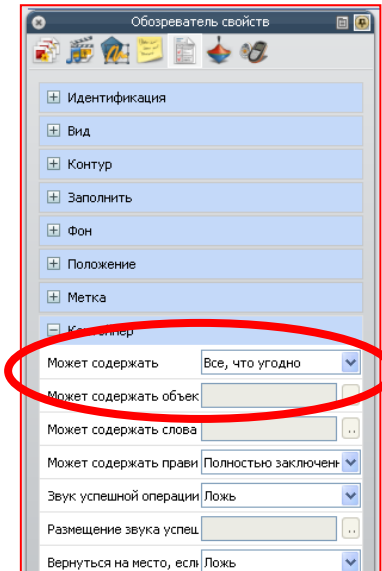 Обозреватель свойств
Идентификация
Вид
Контур
Заполнить
Фон
Положение
Метка
Контейнер
Может содержать Все, что угодно
Может содержать объек
Может содержать слова
Может содержать прави Полностью заключенн
Звук успешной операции Ложь
Размещение звука успец
Вернуться на место, если Ложь